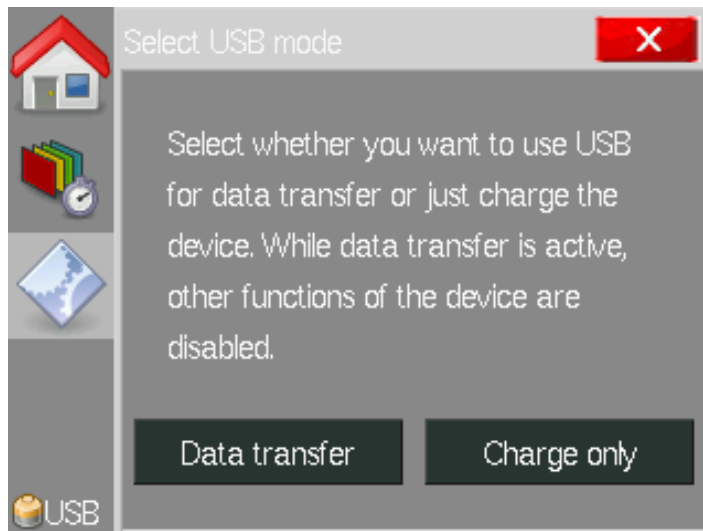 Select USB mode
Select whether you want to use USB
for data transfer or just charge the
device. While data transfer is active,
other functions of the device are
disabled.
Data transfer
Charge only
USB